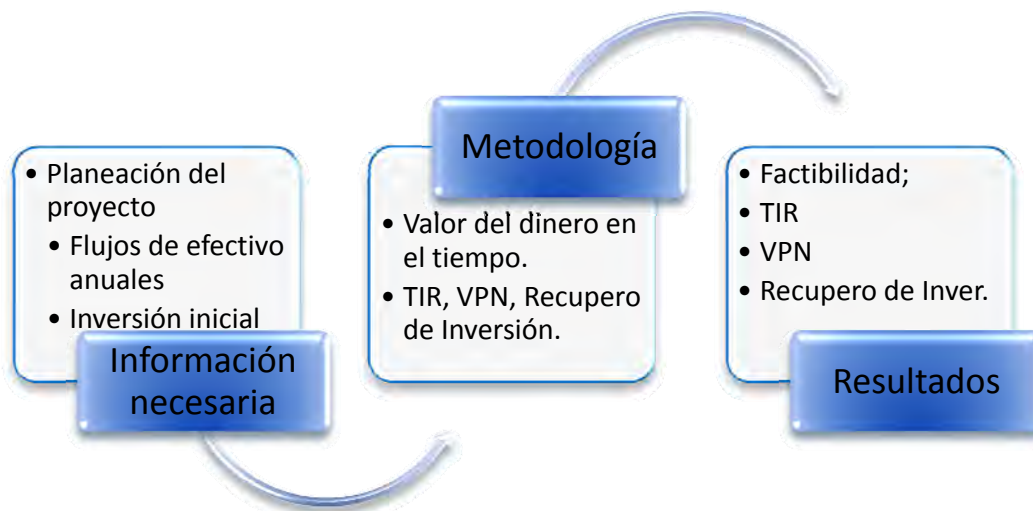 • Planeación del
proyecto
• Flujos de efectivo
anuales
• Inversión inicial
Información
necesaria
Metodología
• Valor del dinero en
el tiempo.
• TIR, VPN, Recupero
de Inversión.
• Factibilidad;
• TIR
• VPN
• Recupero de Inver.
Resultados